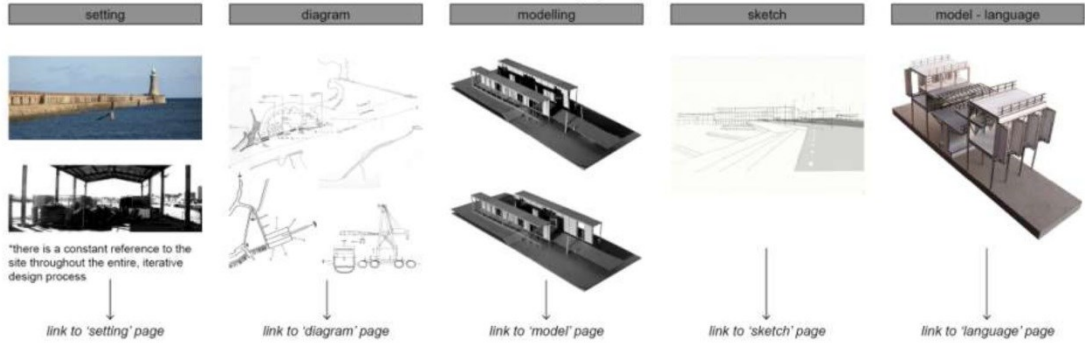 setting
diagram
modelling
sketch
model - language
"there is a constant reference to the
site throughout the entire, iterative
design process
link to 'setting' page
link to 'diagram' page
link to 'model' page
link to 'sketch' page
link to 'language' page